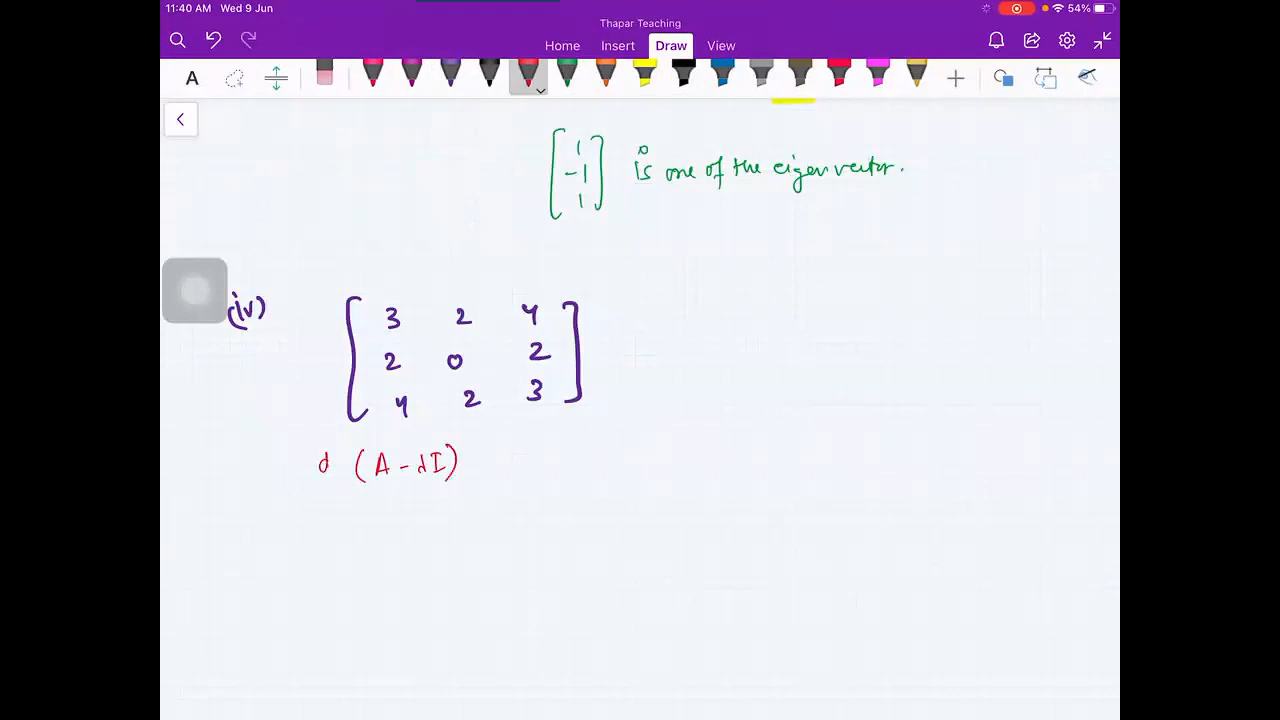 11:40 AM Wed 9 Jun
54%
Thapar Teaching
Home Insert Draw View
A
[1
-1
1] is one of the eigen vector.
(iv)
[3 2 4
2 0 2
4 2 3]
d (A - λI)